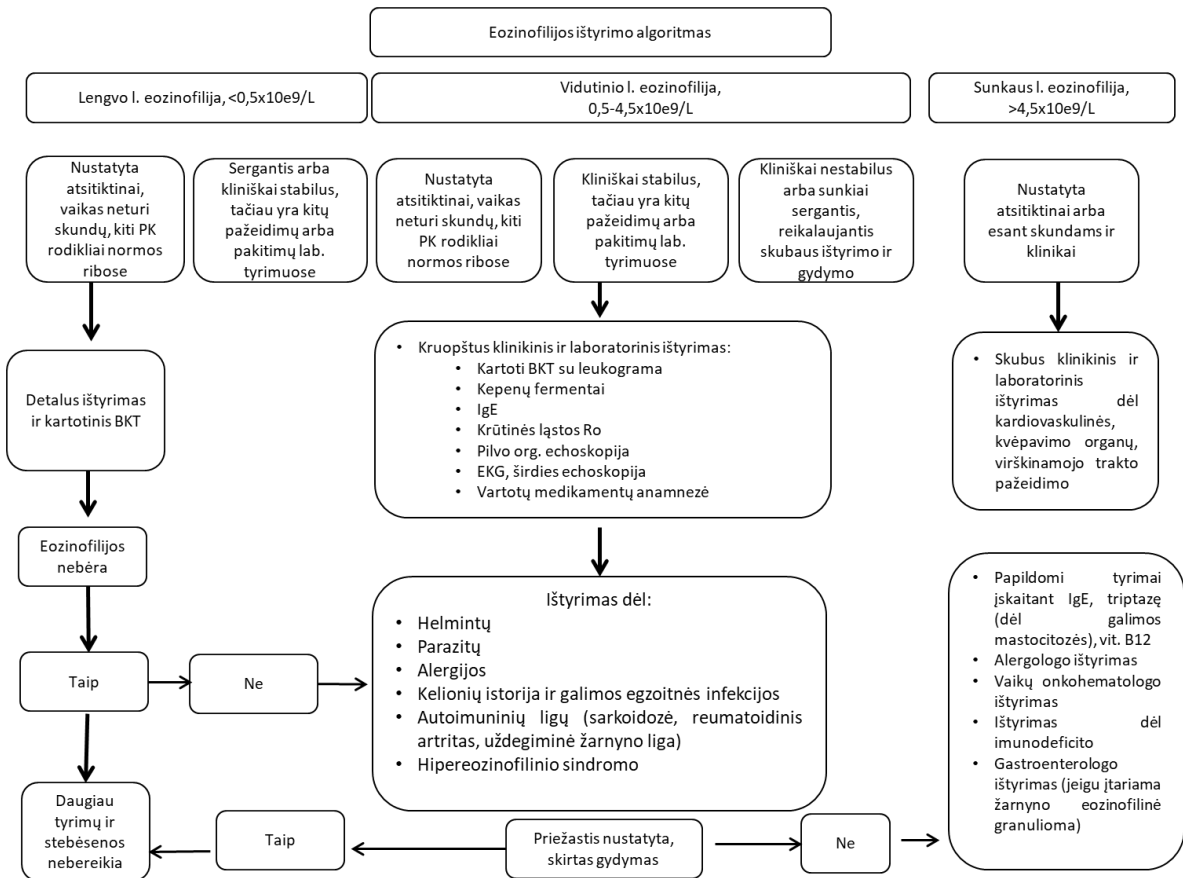 Eozinofilijos ištyrimo algoritmas
Lengvo l. eozinofilija, <0,5x10e9/L
Vidutinio l. eozinofilija,
0,5-4,5x10e9/L
Sunkaus l. eozinofilija,
>4,5x10e9/L
Nustatyta
atsitiktinai,
vaikas neturi
skundų, kiti PK
rodikliai normos
ribose
Sergantis arba
kliniškai stabilus,
tačiau yra kitų
pažeidimų arba
pakitimų lab.
tyrimuose
Nustatyta
atsitiktinai, vaikas
neturi skundų, kiti
PK rodikliai
normos ribose
Kliniškai stabilus,
tačiau yra kitų
pažeidimų arba
pakitimų lab.
tyrimuose
Kliniškai nestabilus
arba sunkiai
sergantis,
reikalaujantis
skubaus ištyrimo ir
gydymo
Nustatyta
atsitiktinai arba
esant skundams ir
klinikai
Detalus ištyrimas
ir kartotinis BKT
• Kruopštus klinikinis ir laboratorinis ištyrimas:
• Kartoti BKT su leukograma
• Kepenų fermentai
• IgE
• Krūtinės ląstos Ro
• Pilvo org. echoskopija
• EKG, širdies echoskopija
• Vartotų medikamentų anamnezė
• Skubus klinikinis ir
laboratorinis
ištyrimas dėl
kardiovaskulinės,
kvėpavimo organų,
virškinamojo trakto
pažeidimo
Eozinofilijos
nebėra
Taip
Ne
Ištyrimas dėl:
• Helmintų
• Parazitų
• Alergijos
• Kelionių istorija ir galimos egzoitnės infekcijos
• Autoimuninių ligų (sarkoidozė, reumatoidinis
artritas, uždegiminė žarnyno liga)
• Hipereozinofilinio sindromo
• Papildomi tyrimai
įskaitant IgE, triptazę
(dėl galimos
mastocitozės), vit. B12
• Alergologo ištyrimas
• Vaikų onkohematologo
ištyrimas
• Ištyrimas dėl
imunodeficito
• Gastroenterologo
ištyrimas (jeigu įtariama
žarnyno eozinofilinė
granulioma)
Daugiau
tyrimų ir
stebėsenos
nebereikia
Taip
Priežastis nustatyta,
skirtas gydymas
Ne